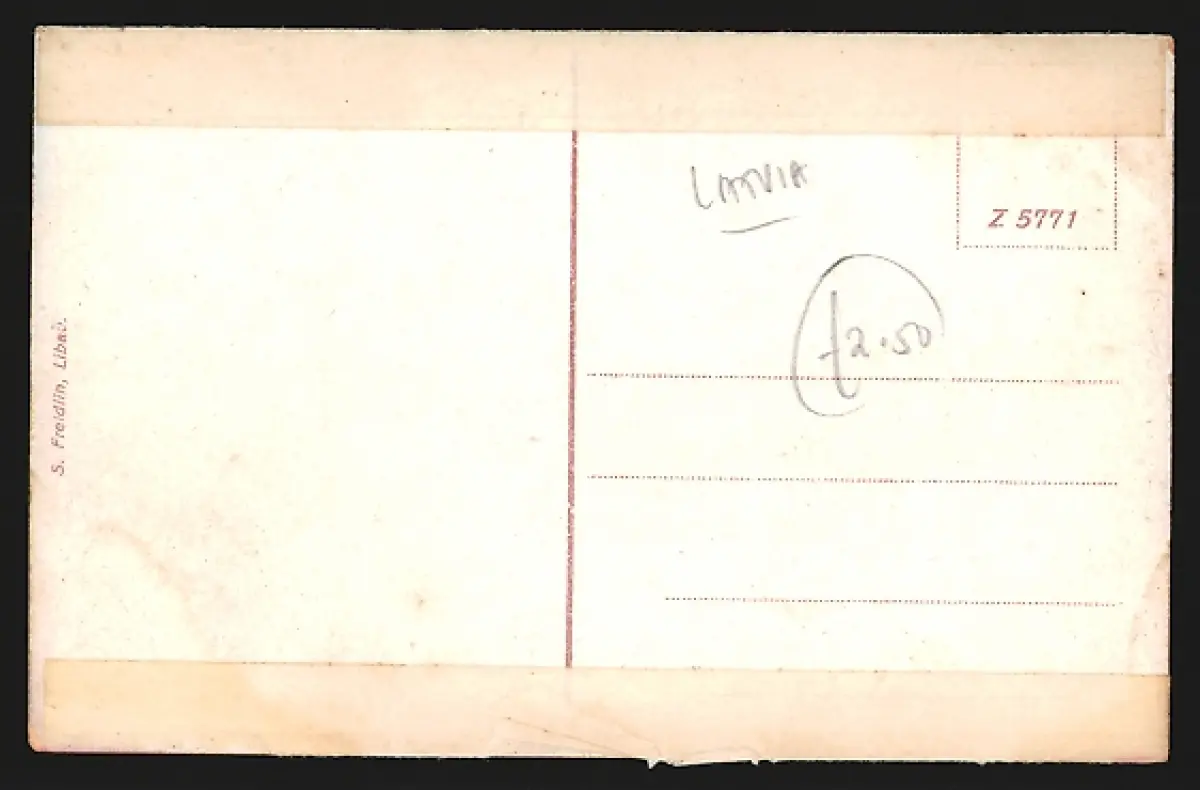 LATVIA
Z 5771
£2.50
S. Freidlin, Libau.